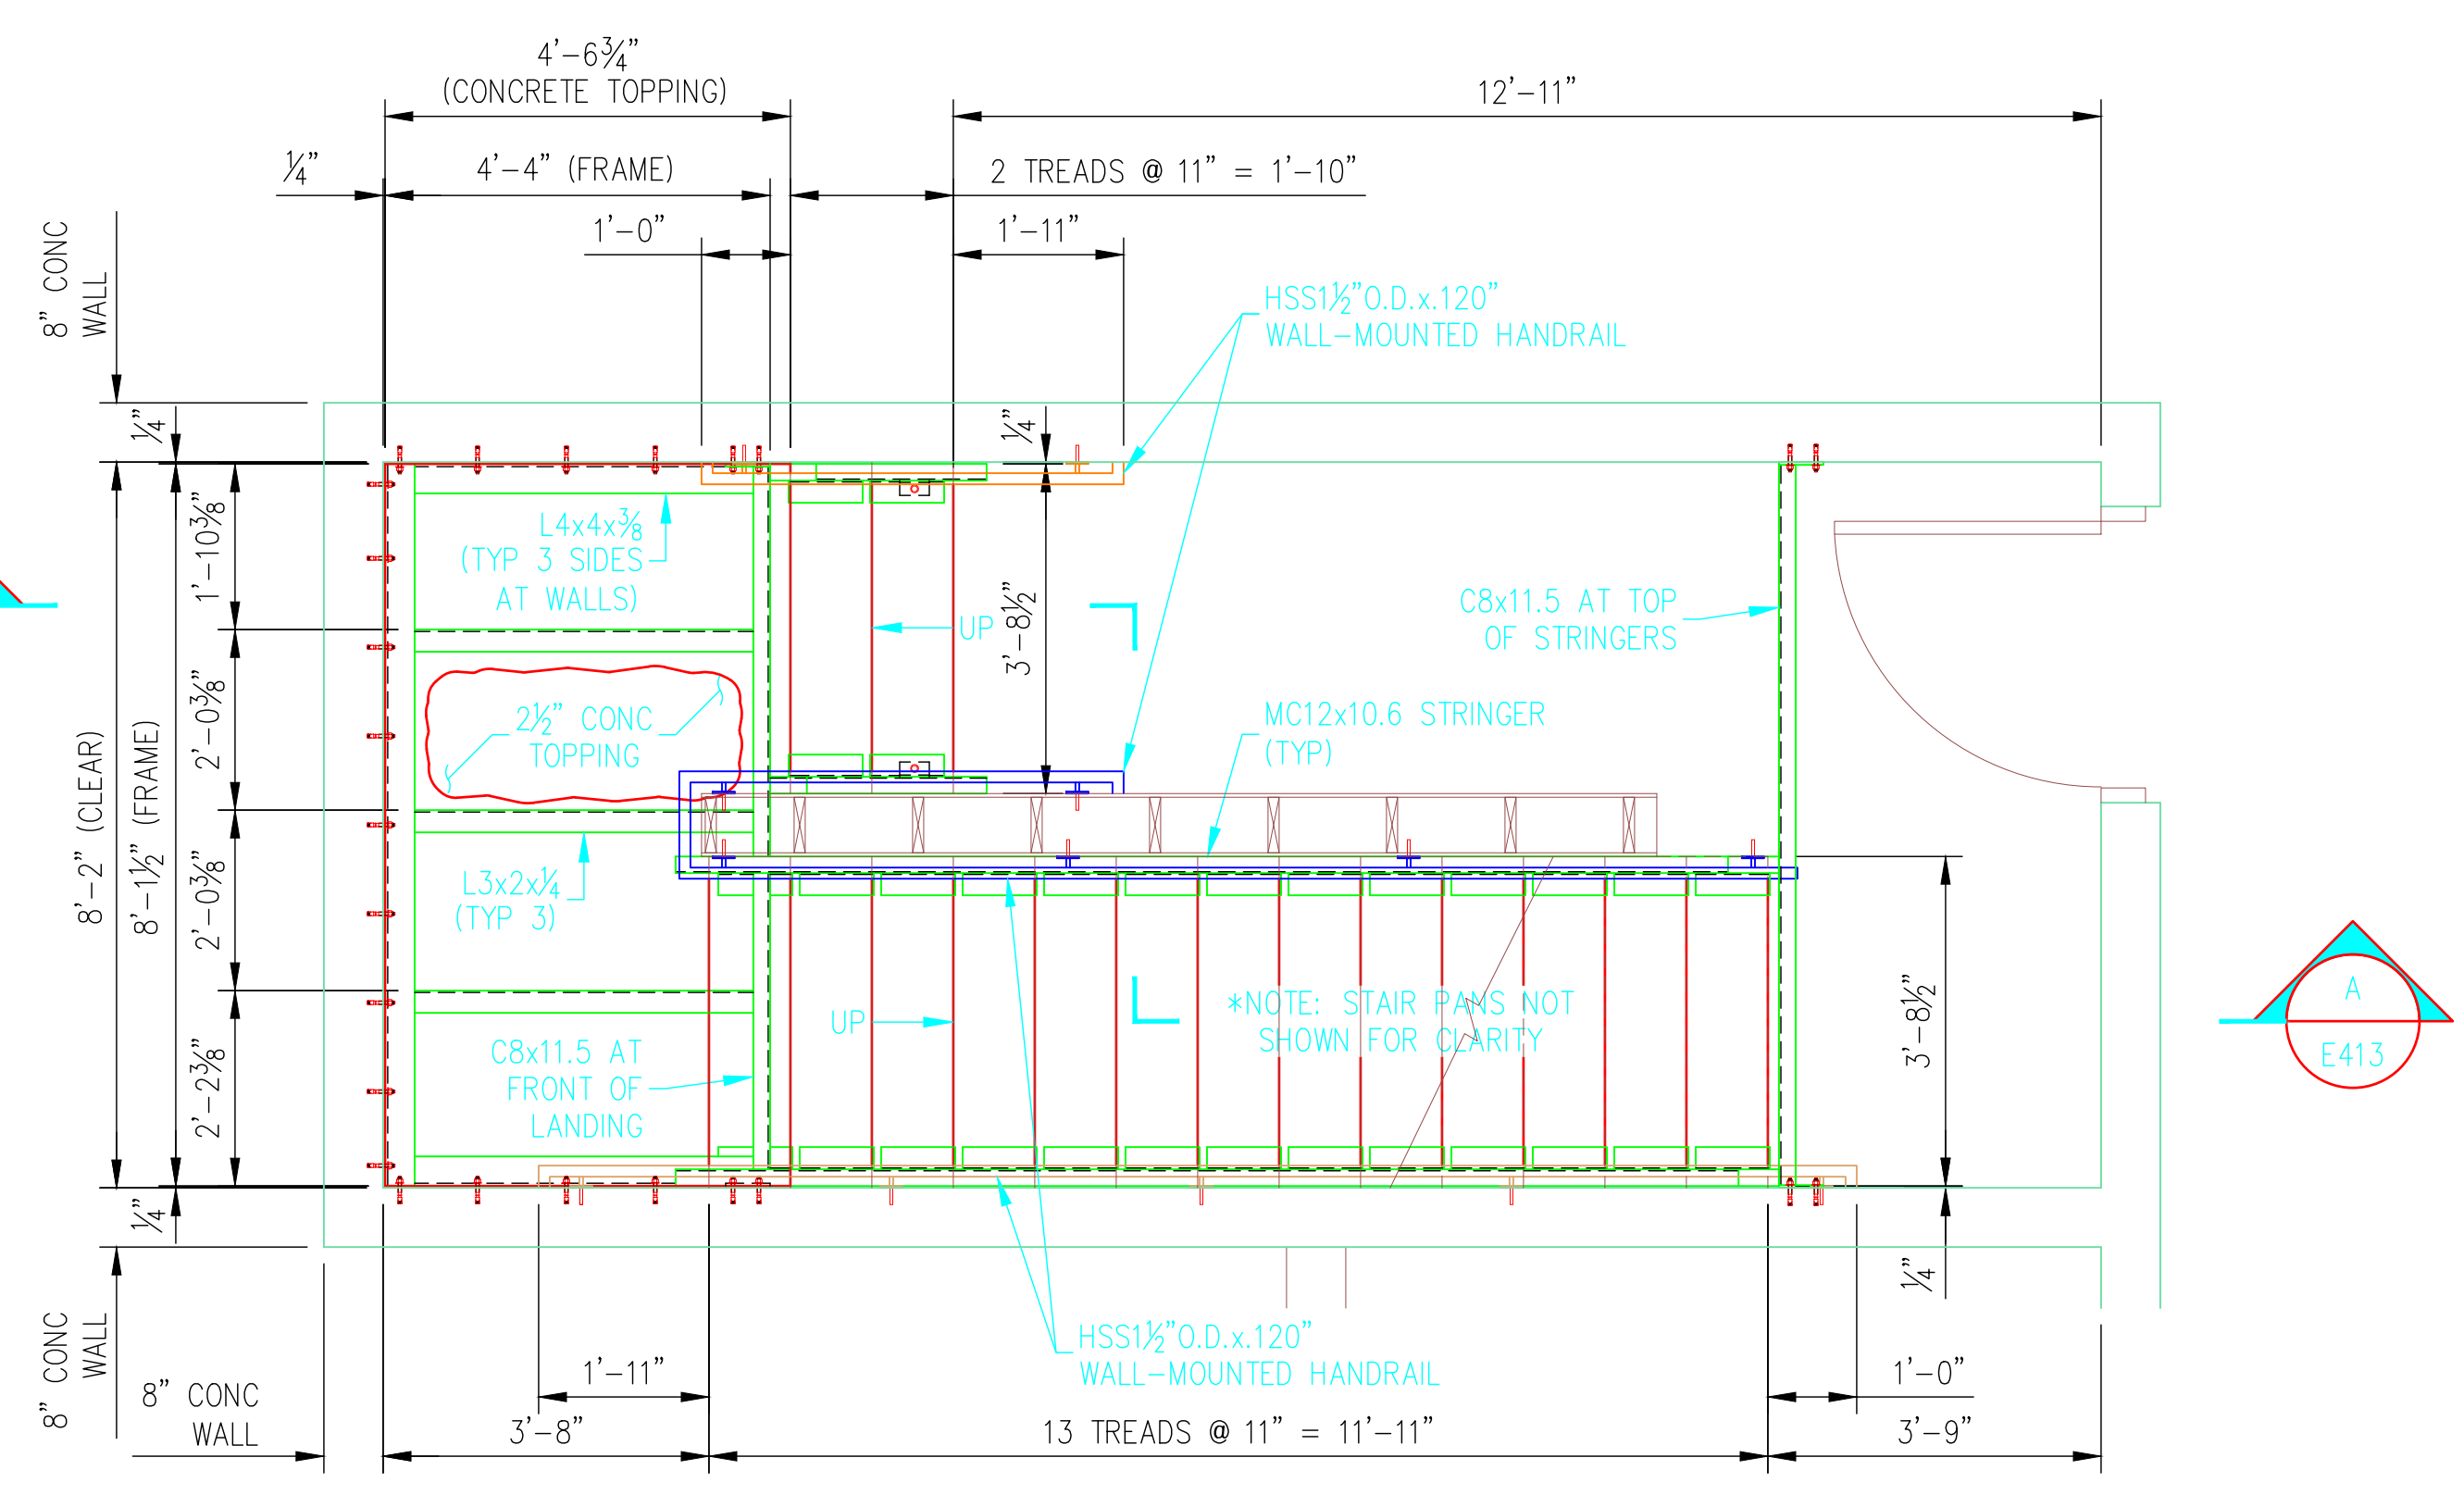 4'-6¾"
(CONCRETE TOPPING)
12'-11"
¼"
4'-4" (FRAME)
2 TREADS @ 11" = 1'-10"
1'-0"
1'-11"
8" CONC
WALL
HSS1½"O.D.x.120"
WALL-MOUNTED HANDRAIL
¼"
¼"
1'-10⅜"
L4x4x⅜
(TYP 3 SIDES
AT WALLS)
3'-8½"
UP
C8x11.5 AT TOP
OF STRINGERS
2'-0⅜"
2½" CONC
TOPPING
MC12x10.6 STRINGER
(TYP)
8'-2" (CLEAR)
8'-1½" (FRAME)
2'-0⅜"
L3x2x¼
(TYP 3)
2'-2⅜"
UP
*NOTE: STAIR PANS NOT
SHOWN FOR CLARITY
3'-8½"
A
E413
C8x11.5 AT
FRONT OF
LANDING
¼"
¼"
8" CONC
WALL
8" CONC
WALL
HSS1½"O.D.x.120"
WALL-MOUNTED HANDRAIL
1'-11"
1'-0"
3'-8"
13 TREADS @ 11" = 11'-11"
3'-9"